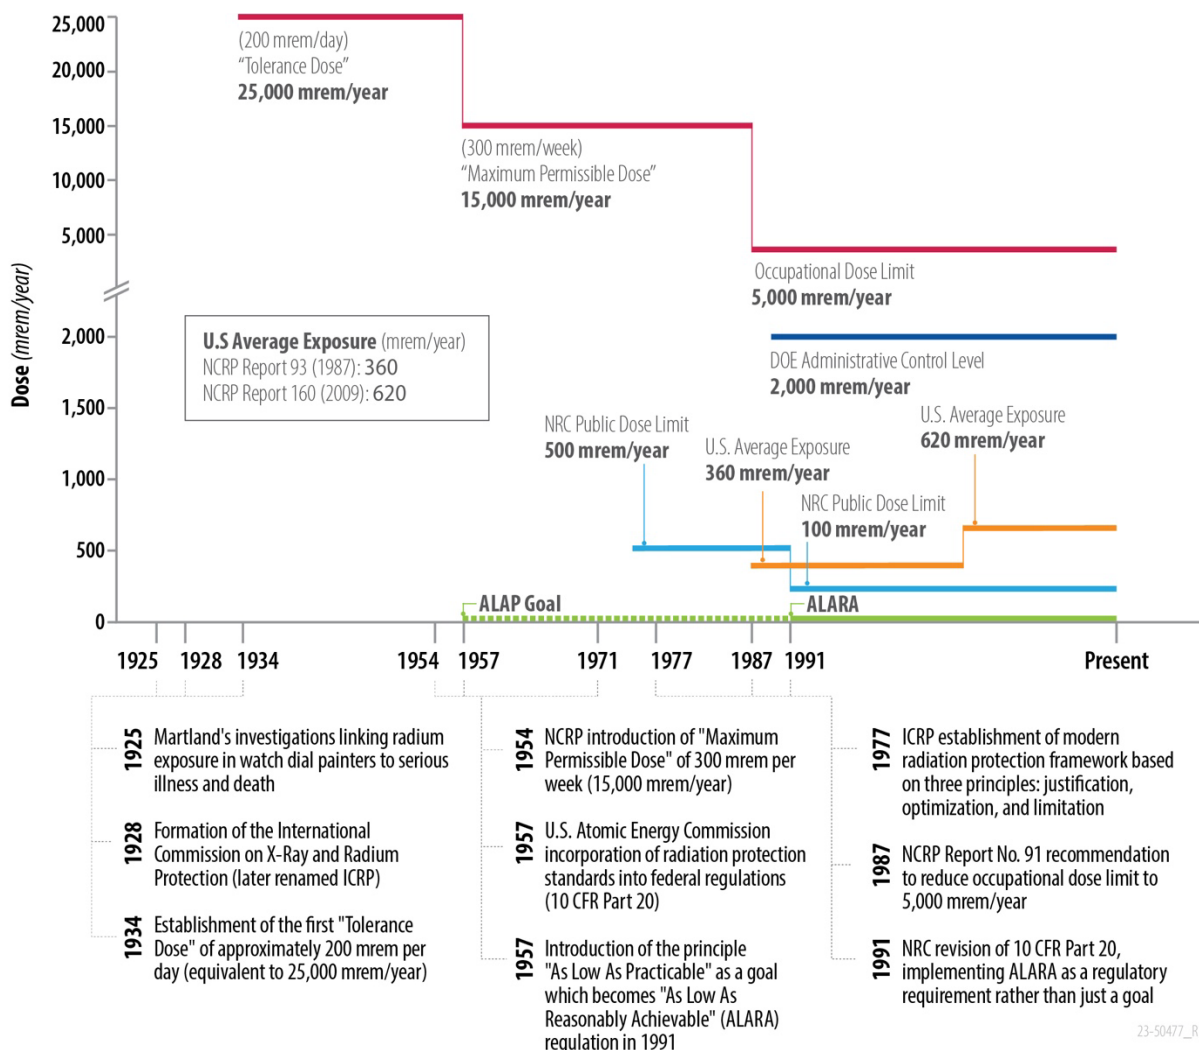 25,000
20,000
15,000
10,000
5,000
2,000
1,500
1,000
500
0
Dose (mrem/year)
(200 mrem/day)
“Tolerance Dose”
25,000 mrem/year
(300 mrem/week)
“Maximum Permissible Dose”
15,000 mrem/year
Occupational Dose Limit
5,000 mrem/year
U.S Average Exposure (mrem/year)
NCRP Report 93 (1987): 360
NCRP Report 160 (2009): 620
DOE Administrative Control Level
2,000 mrem/year
NRC Public Dose Limit
500 mrem/year
U.S. Average Exposure
360 mrem/year
U.S. Average Exposure
620 mrem/year
NRC Public Dose Limit
100 mrem/year
ALAP Goal
ALARA
1925
1928
1934
1954
1957
1971
1977
1987
1991
Present
1925
Martland's investigations linking radium
exposure in watch dial painters to serious
illness and death
1928
Formation of the International
Commission on X-Ray and Radium
Protection (later renamed ICRP)
1934
Establishment of the first "Tolerance
Dose" of approximately 200 mrem per
day (equivalent to 25,000 mrem/year)
1954
NCRP introduction of "Maximum
Permissible Dose" of 300 mrem per
week (15,000 mrem/year)
1957
U.S. Atomic Energy Commission
incorporation of radiation protection
standards into federal regulations
(10 CFR Part 20)
1957
Introduction of the principle
"As Low As Practicable" as a goal
which becomes "As Low As
Reasonably Achievable" (ALARA)
regulation in 1991
1977
ICRP establishment of modern
radiation protection framework based
on three principles: justification,
optimization, and limitation
1987
NCRP Report No. 91 recommendation
to reduce occupational dose limit to
5,000 mrem/year
1991
NRC revision of 10 CFR Part 20,
implementing ALARA as a regulatory
requirement rather than just a goal
23-50477_R